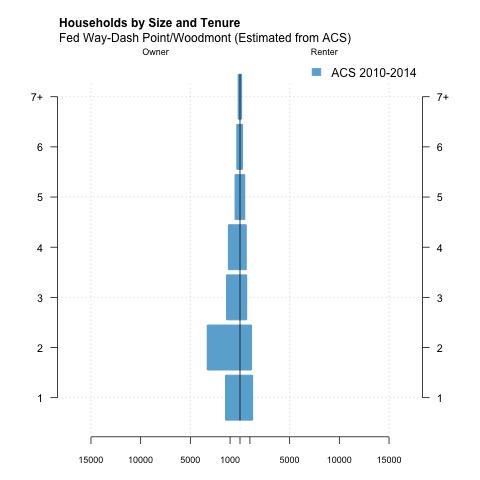 Households by Size and Tenure
Fed Way-Dash Point/Woodmont (Estimated from ACS)
Owner Renter
ACS 2010-2014
7+ 7+
6 6
5 5
4 4
3 3
2 2
1 1
15000 10000 5000 1000 5000 10000 15000